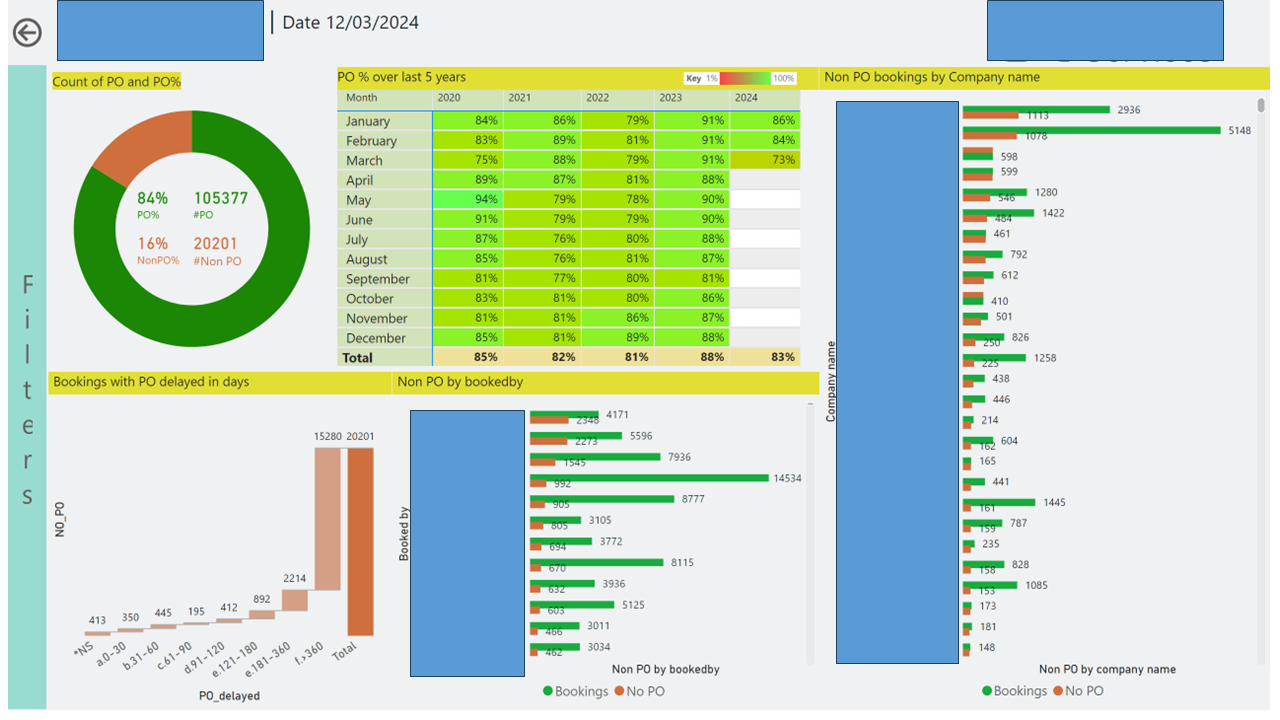 Date 12/03/2024
Filters
Count of PO and PO%
84% 105377
PO% #PO
16% 20201
NonPO% #Non PO
PO % over last 5 years
Key 1% 100%
Month 2020 2021 2022 2023 2024
January 84% 86% 79% 91% 86%
February 83% 89% 81% 91% 84%
March 75% 88% 79% 91% 73%
April 89% 87% 81% 88%
May 94% 79% 78% 90%
June 91% 79% 79% 90%
July 87% 76% 80% 88%
August 85% 76% 81% 87%
September 81% 77% 80% 81%
October 83% 81% 80% 86%
November 81% 81% 86% 87%
December 85% 81% 89% 88%
Total 85% 82% 81% 88% 83%
Bookings with PO delayed in days
NO_PO
15280 20201
2214
892
413 350 445 195 412
*NS a.0-30 b.31-60 c.61-90 d.91-120 e.121-180 e.181-360 f.>360 Total
PO_delayed
Non PO by bookedby
Booked by
4171
2348
5596
2273
7936
1545
14534
992
8777
905
3105
805
3772
694
8115
670
3936
632
5125
603
3011
466
3034
462
Non PO by bookedby
Bookings No PO
Non PO bookings by Company name
Company name
2936
1113
5148
1078
598
599
1280
546
1422
484
461
792
612
410
501
826
250
1258
225
438
446
214
604
162
165
441
1445
161
787
159
235
828
158
1085
153
173
181
148
Non PO by company name
Bookings No PO